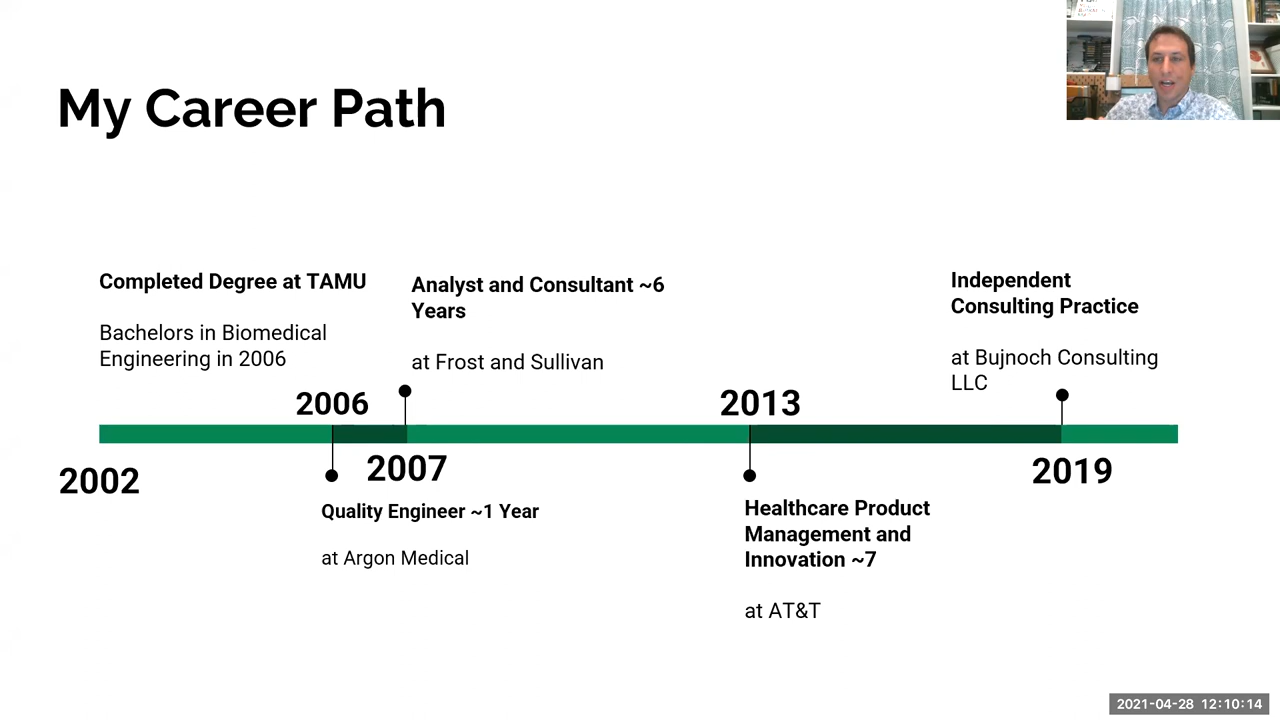 My Career Path
Completed Degree at TAMU
Bachelors in Biomedical
Engineering in 2006
Analyst and Consultant ~6
Years
at Frost and Sullivan
Independent
Consulting Practice
at Bujnoch Consulting
LLC
2006
2013
2002
2007
2019
Quality Engineer ~1 Year
at Argon Medical
Healthcare Product
Management and
Innovation ~7
at AT&T
2021-04-28 12:10:14